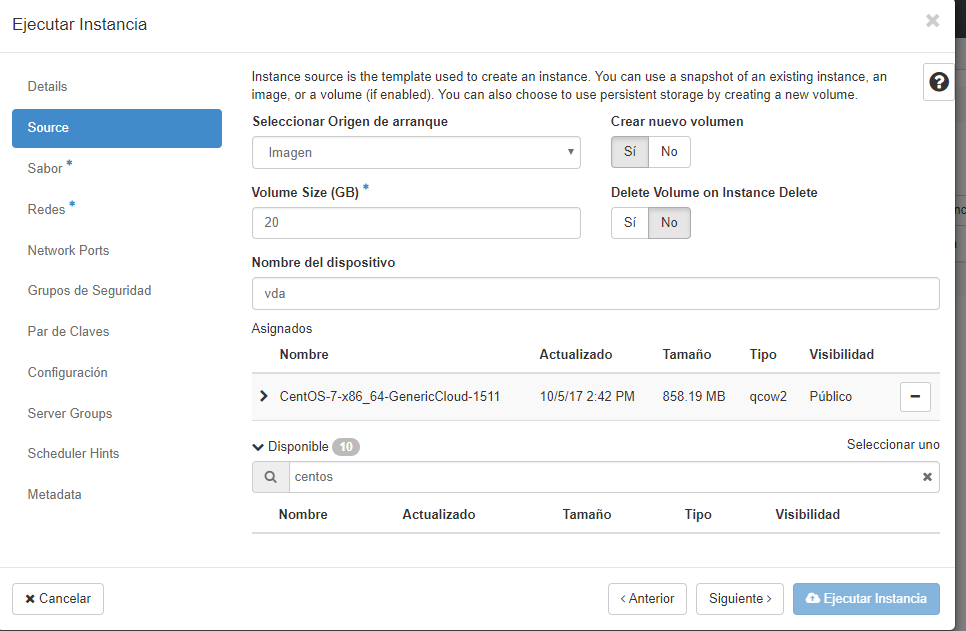 Ejecutar Instancia
Details
Source
Sabor *
Redes *
Network Ports
Grupos de Seguridad
Par de Claves
Configuración
Server Groups
Scheduler Hints
Metadata
Instance source is the template used to create an instance. You can use a snapshot of an existing instance, an
image, or a volume (if enabled). You can also choose to use persistent storage by creating a new volume.
Seleccionar Origen de arranque
Imagen
Crear nuevo volumen
Sí No
Volume Size (GB) *
20
Delete Volume on Instance Delete
Sí No
Nombre del dispositivo
vda
Asignados
Nombre Actualizado Tamaño Tipo Visibilidad
CentOS-7-x86_64-GenericCloud-1511 10/5/17 2:42 PM 858.19 MB qcow2 Público
Disponible 10 Seleccionar uno
centos
Nombre Actualizado Tamaño Tipo Visibilidad
Cancelar < Anterior Siguiente > Ejecutar Instancia